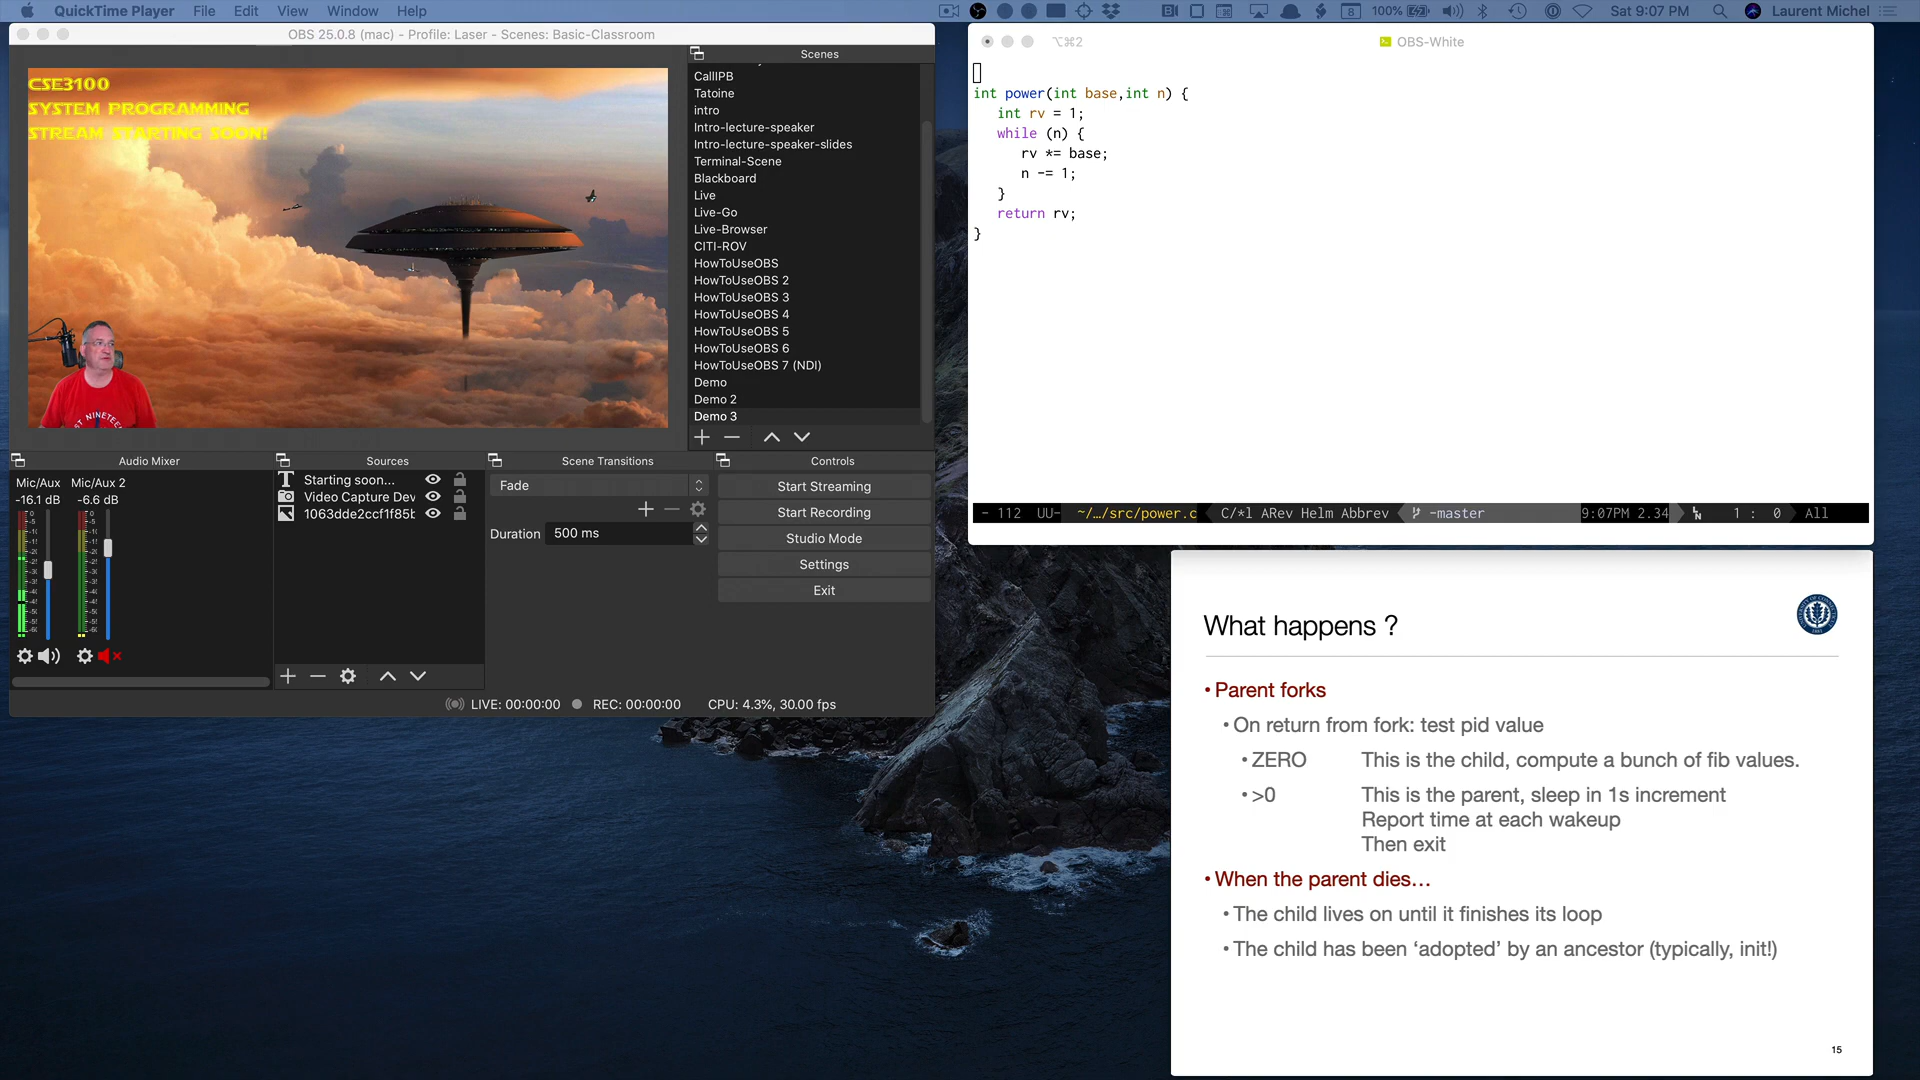 QuickTime Player File Edit View Window Help
100% Sat 9:07 PM Laurent Michel
OBS 25.0.8 (mac) - Profile: Laser - Scenes: Basic-Classroom
CSE3100
SYSTEM PROGRAMMING
STREAM STARTING SOON!
Scenes
CallIPB
Tatoine
intro
Intro-lecture-speaker
Intro-lecture-speaker-slides
Terminal-Scene
Blackboard
Live
Live-Go
Live-Browser
CITI-ROV
HowToUseOBS
HowToUseOBS 2
HowToUseOBS 3
HowToUseOBS 4
HowToUseOBS 5
HowToUseOBS 6
HowToUseOBS 7 (NDI)
Demo
Demo 2
Demo 3
Audio Mixer
Mic/Aux Mic/Aux 2
-16.1 dB -6.6 dB
Sources
Starting soon...
Video Capture Dev
1063dde2ccf1f85b
Scene Transitions
Fade
Duration 500 ms
Controls
Start Streaming
Start Recording
Studio Mode
Settings
Exit
LIVE: 00:00:00 REC: 00:00:00 CPU: 4.3%, 30.00 fps
⌥⌘2 OBS-White
int power(int base,int n) {
int rv = 1;
while (n) {
rv *= base;
n -= 1;
}
return rv;
}
- 112 UU- ~/…/src/power.c C/*l ARev Helm Abbrev -master 9:07PM 2.34 1 : 0 All
What happens ?
• Parent forks
• On return from fork: test pid value
• ZERO This is the child, compute a bunch of fib values.
• >0 This is the parent, sleep in 1s increment
Report time at each wakeup
Then exit
• When the parent dies…
• The child lives on until it finishes its loop
• The child has been ‘adopted’ by an ancestor (typically, init!)
15